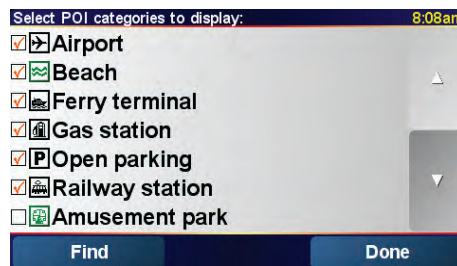 Select POI categories to display: 8:08am
Airport
Beach
Ferry terminal
Gas station
P Open parking
Railway station
Amusement park
Find Done